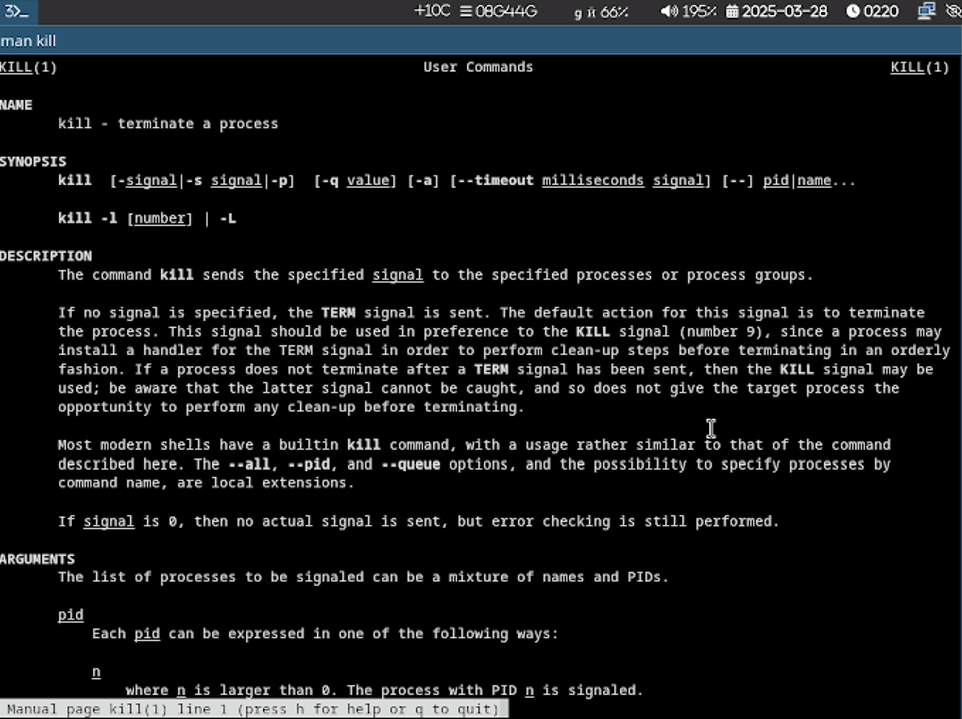 3 +10C 08G44G g 66% 195% 2025-03-28 0220
man kill
KILL(1) User Commands KILL(1)
NAME
kill - terminate a process
SYNOPSIS
kill [-signal|-s signal|-p] [-q value] [-a] [--timeout milliseconds signal] [--] pid|name...
kill -l [number] | -L
DESCRIPTION
The command kill sends the specified signal to the specified processes or process groups.
If no signal is specified, the TERM signal is sent. The default action for this signal is to terminate
the process. This signal should be used in preference to the KILL signal (number 9), since a process may
install a handler for the TERM signal in order to perform clean-up steps before terminating in an orderly
fashion. If a process does not terminate after a TERM signal has been sent, then the KILL signal may be
used; be aware that the latter signal cannot be caught, and so does not give the target process the
opportunity to perform any clean-up before terminating.
Most modern shells have a builtin kill command, with a usage rather similar to that of the command
described here. The --all, --pid, and --queue options, and the possibility to specify processes by
command name, are local extensions.
If signal is 0, then no actual signal is sent, but error checking is still performed.
ARGUMENTS
The list of processes to be signaled can be a mixture of names and PIDs.
pid
Each pid can be expressed in one of the following ways:
n
where n is larger than 0. The process with PID n is signaled.
Manual page kill(1) line 1 (press h for help or q to quit)